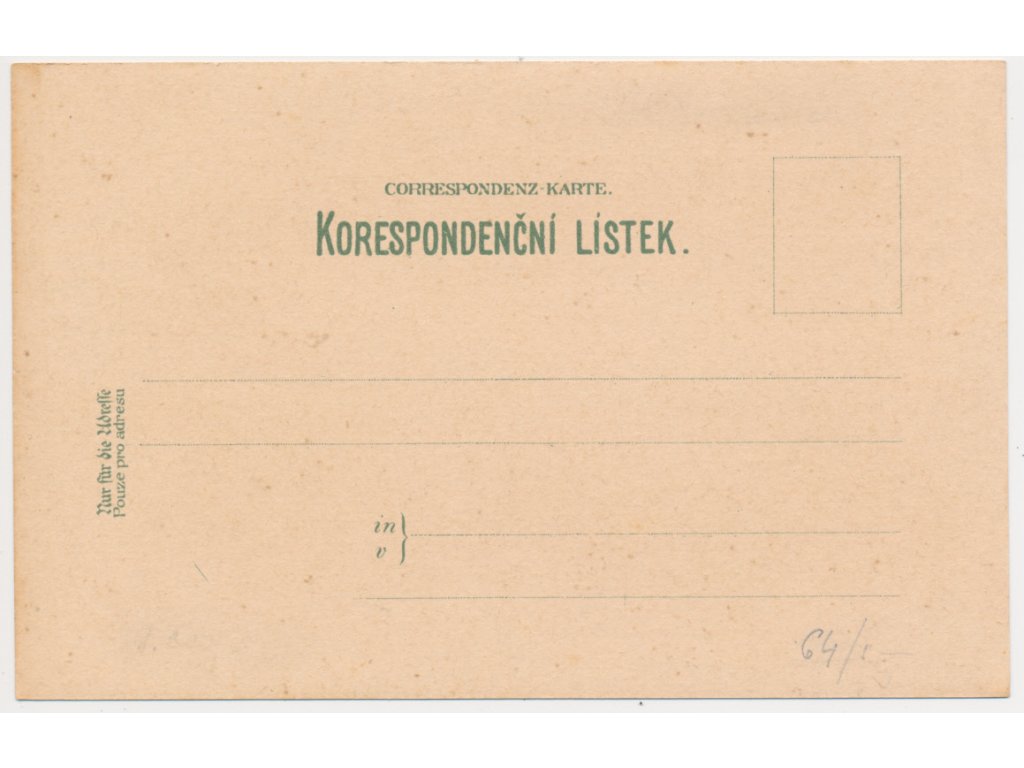 CORRESPONDENZ-KARTE.
KORESPONDENČNÍ LÍSTEK.
Nur für die Adresse
Pouze pro adresu
in
v
64/